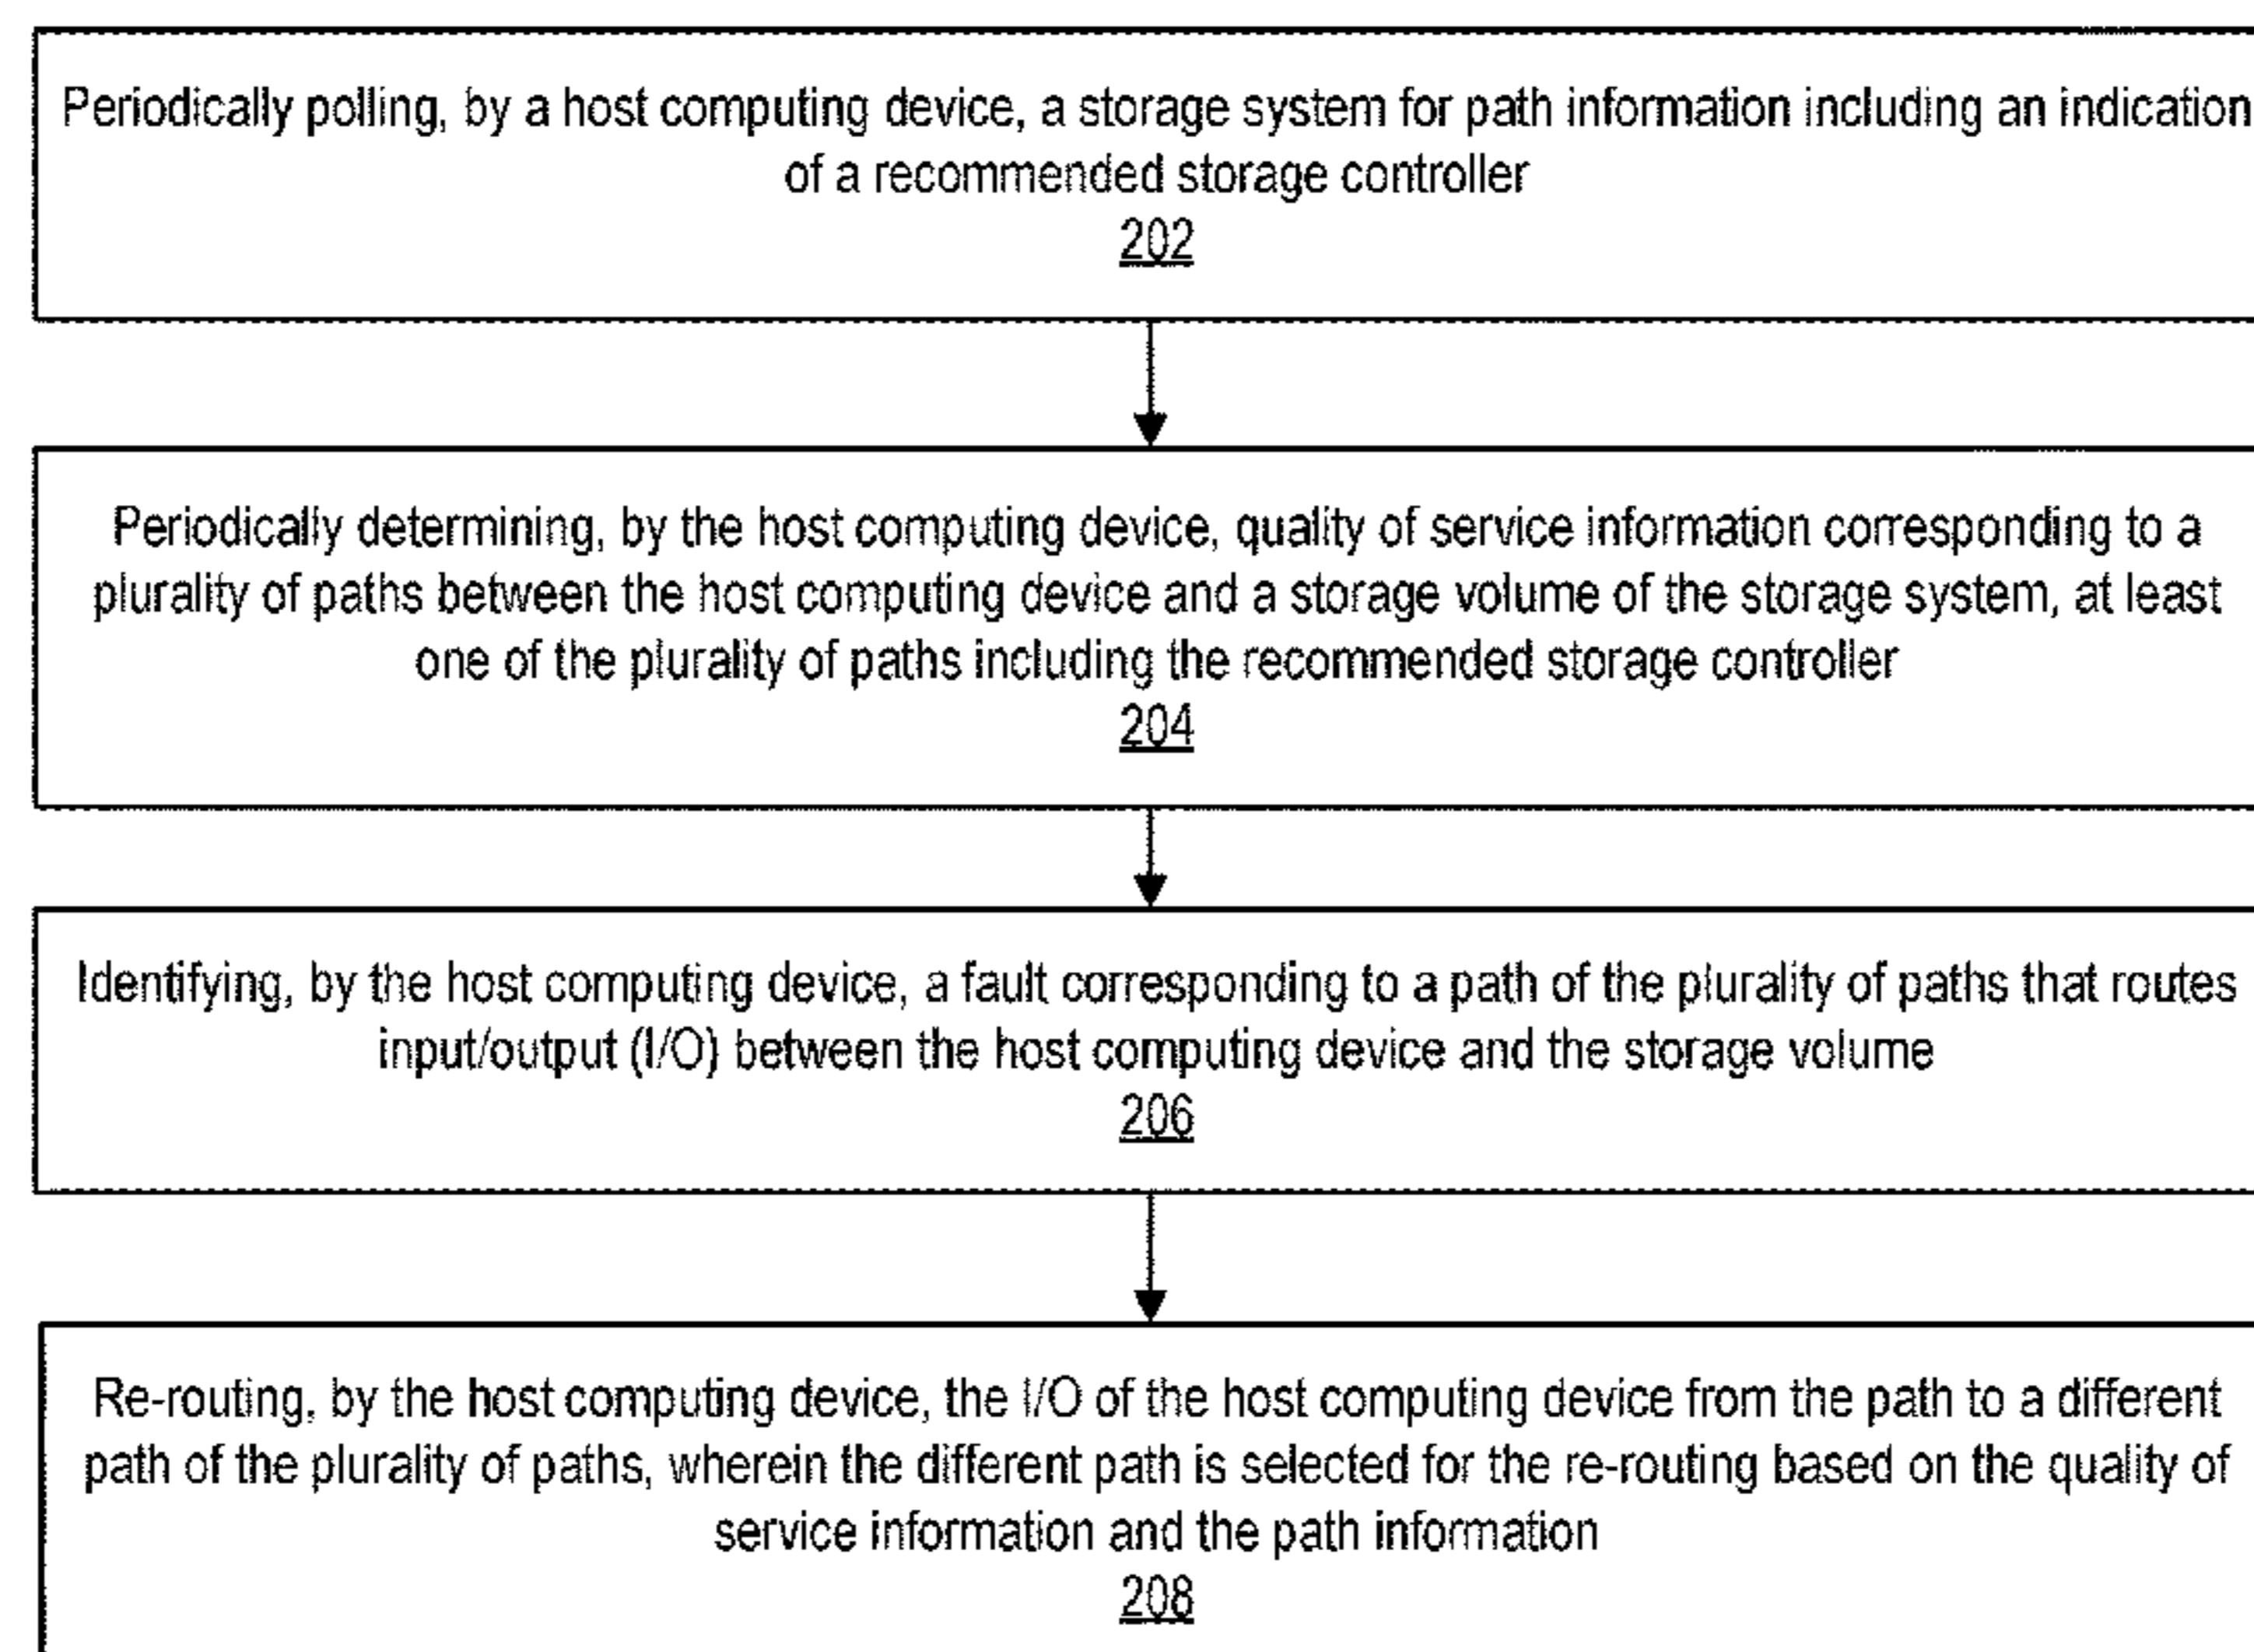 Periodically polling, by a host computing device, a storage system for path information including an indication
of a recommended storage controller
202
Periodically determining, by the host computing device, quality of service information corresponding to a
plurality of paths between the host computing device and a storage volume of the storage system, at least
one of the plurality of paths including the recommended storage controller
204
Identifying, by the host computing device, a fault corresponding to a path of the plurality of paths that routes
input/output (I/O) between the host computing device and the storage volume
206
Re-routing, by the host computing device, the I/O of the host computing device from the path to a different
path of the plurality of paths, wherein the different path is selected for the re-routing based on the quality of
service information and the path information
208